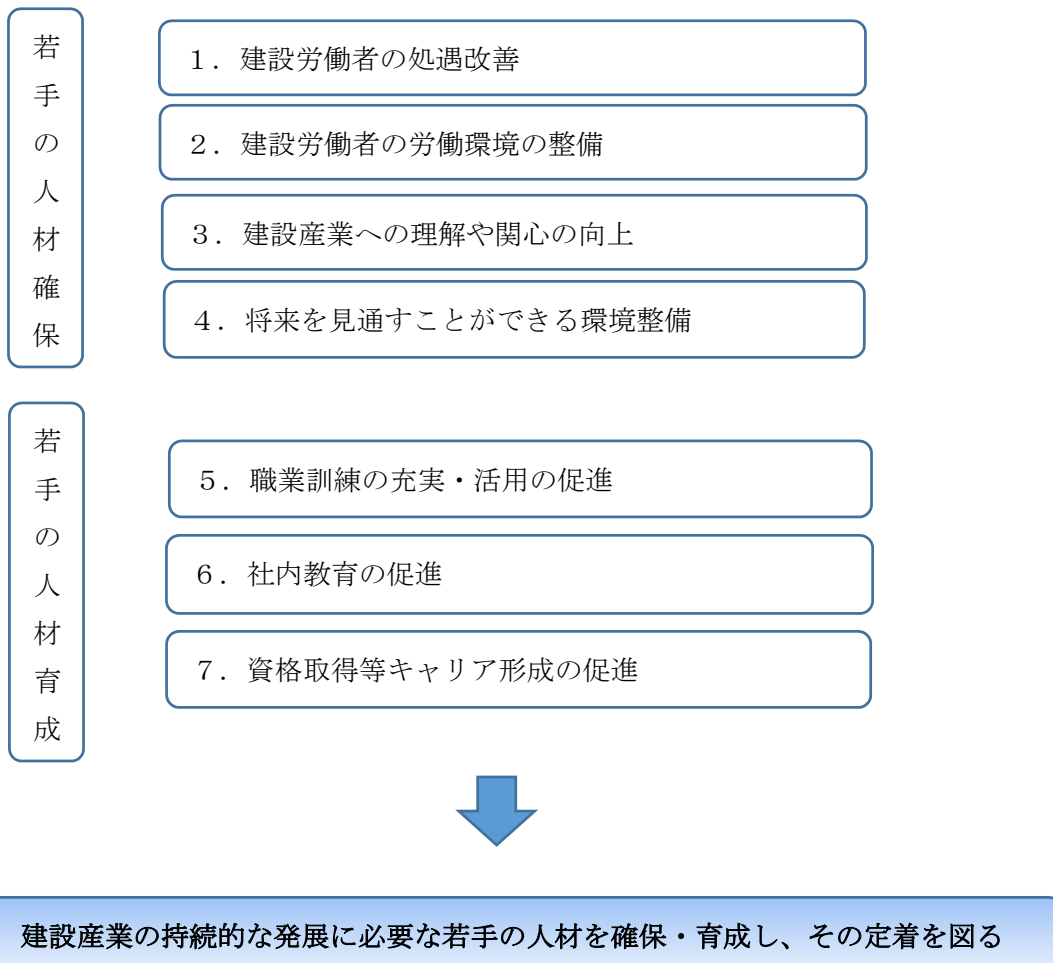 若手の人材確保
１．建設労働者の処遇改善
２．建設労働者の労働環境の整備
３．建設産業への理解や関心の向上
４．将来を見通すことができる環境整備
若手の人材育成
５．職業訓練の充実・活用の促進
６．社内教育の促進
７．資格取得等キャリア形成の促進
建設産業の持続的な発展に必要な若手の人材を確保・育成し、その定着を図る